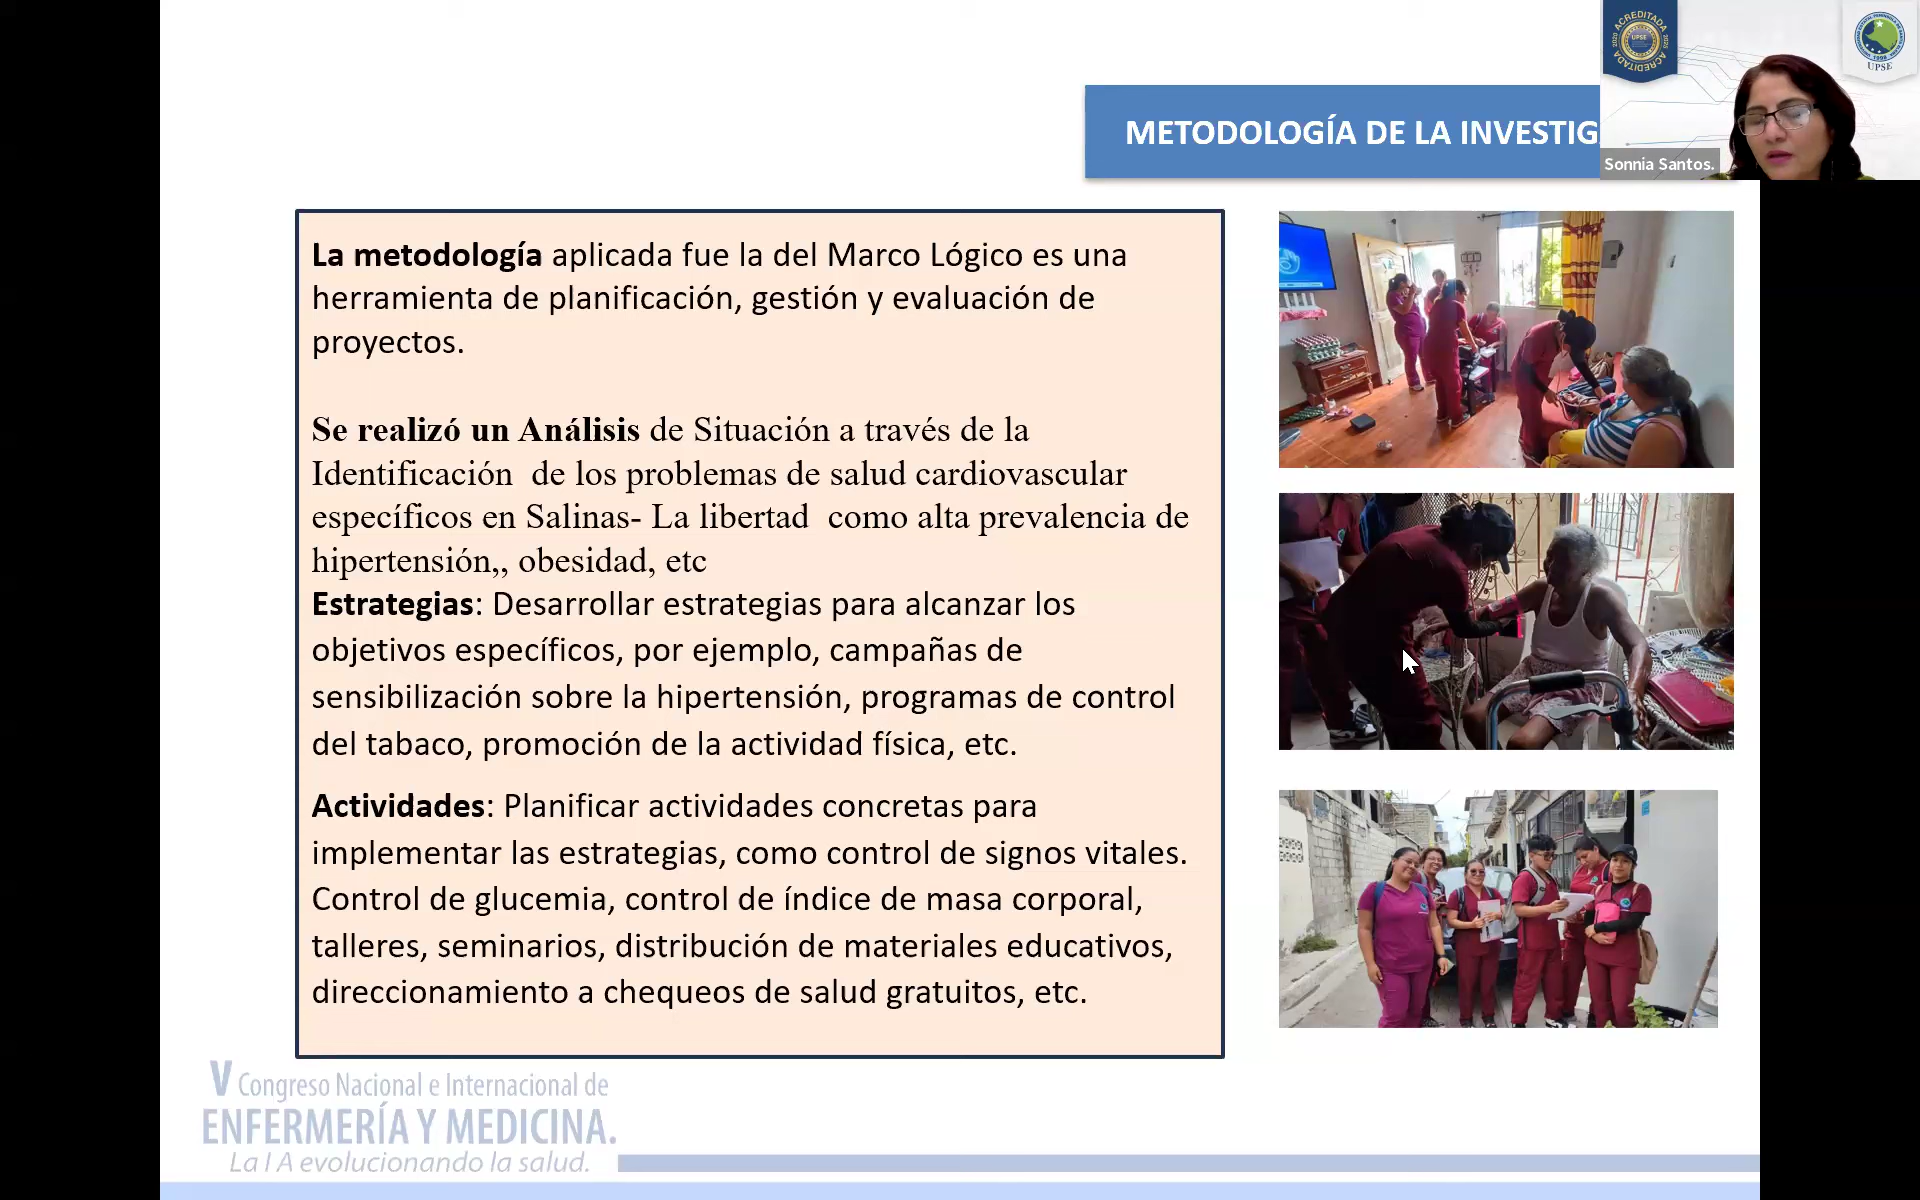 METODOLOGÍA DE LA INVESTIG
ACREDITADA
UPSE
ACREDITADA
UPSE
Sonnia Santos.
La metodología aplicada fue la del Marco Lógico es una
herramienta de planificación, gestión y evaluación de
proyectos.
Se realizó un Análisis de Situación a través de la
Identificación de los problemas de salud cardiovascular
específicos en Salinas- La libertad como alta prevalencia de
hipertensión,, obesidad, etc
Estrategias: Desarrollar estrategias para alcanzar los
objetivos específicos, por ejemplo, campañas de
sensibilización sobre la hipertensión, programas de control
del tabaco, promoción de la actividad física, etc.
Actividades: Planificar actividades concretas para
implementar las estrategias, como control de signos vitales.
Control de glucemia, control de índice de masa corporal,
talleres, seminarios, distribución de materiales educativos,
direccionamiento a chequeos de salud gratuitos, etc.
V Congreso Nacional e Internacional de
ENFERMERÍA Y MEDICINA.
La I A evolucionando la salud.